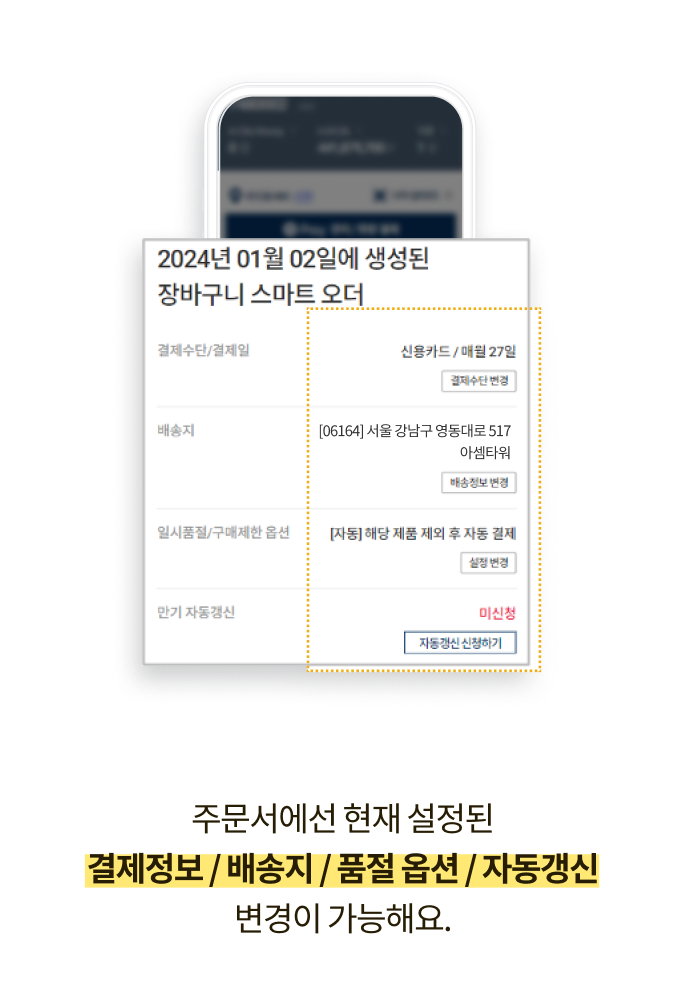 2024년 01월 02일에 생성된
장바구니 스마트 오더
결제수단/결제일
신용카드 / 매월 27일
결제수단 변경
배송지
[06164] 서울 강남구 영동대로 517
아셈타워
배송정보 변경
일시품절/구매제한 옵션
[자동] 해당 제품 제외 후 자동 결제
설정 변경
만기 자동갱신
미신청
자동갱신 신청하기
주문서에선 현재 설정된
결제정보 / 배송지 / 품절 옵션 / 자동갱신
변경이 가능해요.